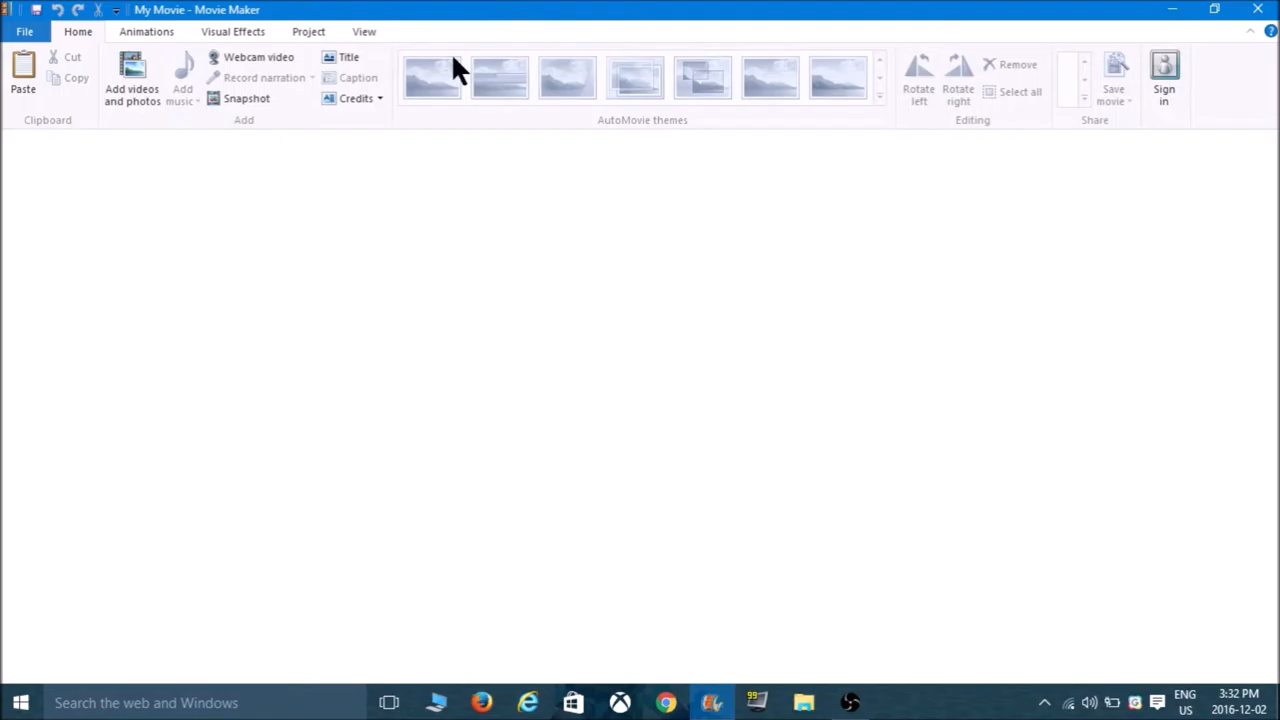 My Movie - Movie Maker
File Home Animations Visual Effects Project View
Paste
Cut
Copy
Clipboard
Add videos
and photos
Add
music
Webcam video
Record narration
Snapshot
Title
Caption
Credits
Add
AutoMovie themes
Rotate
left
Rotate
right
Remove
Select all
Editing
Save
movie
Share
Sign
in
Search the web and Windows
99
ENG
US
3:32 PM
2016-12-02